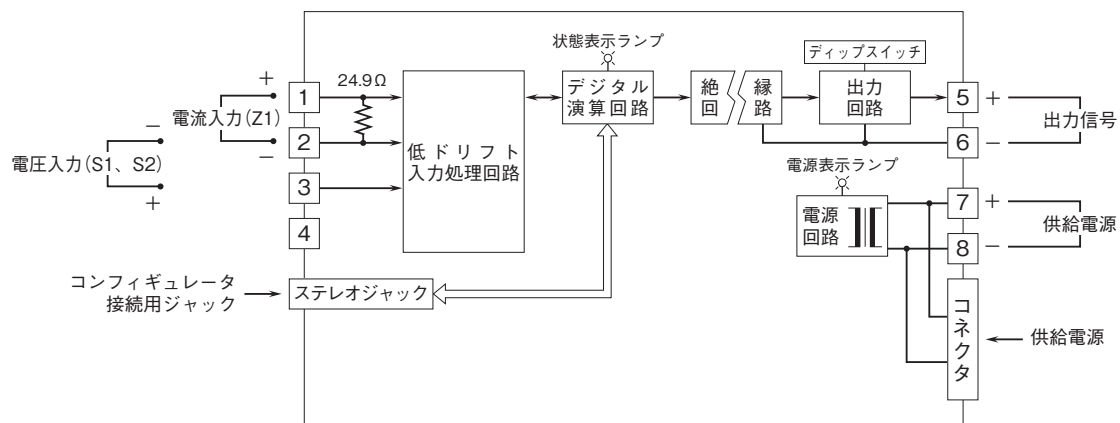 状態表示ランプ
ディップスイッチ
＋
1
24.9Ω
電流入力(Z1)
－
2
－
電圧入力(S1、S2)
＋
3
4
低ドリフト
入力処理回路
デジタル
演算回路
絶縁
回路
出力
回路
5
＋
出力信号
6
－
電源表示ランプ
電源
回路
7
＋
供給電源
8
－
コンフィギュレータ
接続用ジャック
ステレオジャック
コネクタ
供給電源